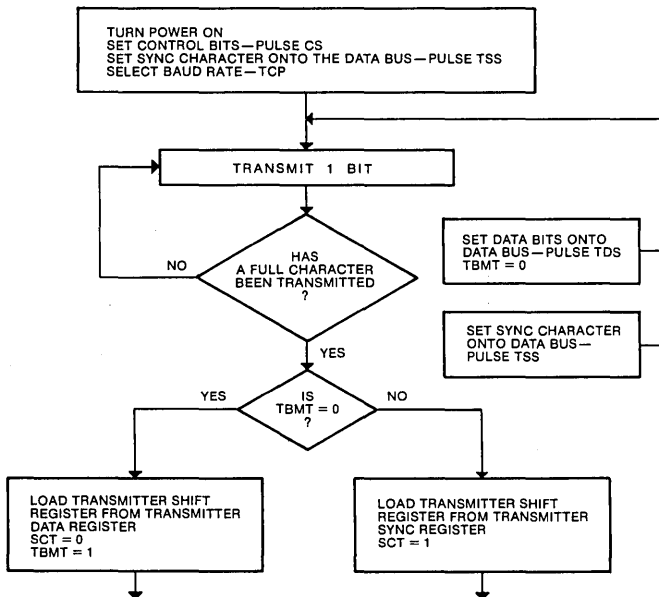 TURN POWER ON
SET CONTROL BITS—PULSE CS
SET SYNC CHARACTER ONTO THE DATA BUS—PULSE TSS
SELECT BAUD RATE—TCP
TRANSMIT 1 BIT
HAS
A FULL CHARACTER
BEEN TRANSMITTED
?
NO
SET DATA BITS ONTO
DATA BUS—PULSE TDS
TBMT = 0
SET SYNC CHARACTER
ONTO DATA BUS—
PULSE TSS
YES
IS
TBMT = 0
?
YES
NO
LOAD TRANSMITTER SHIFT
REGISTER FROM TRANSMITTER
DATA REGISTER
SCT = 0
TBMT = 1
LOAD TRANSMITTER SHIFT
REGISTER FROM TRANSMITTER
SYNC REGISTER
SCT = 1